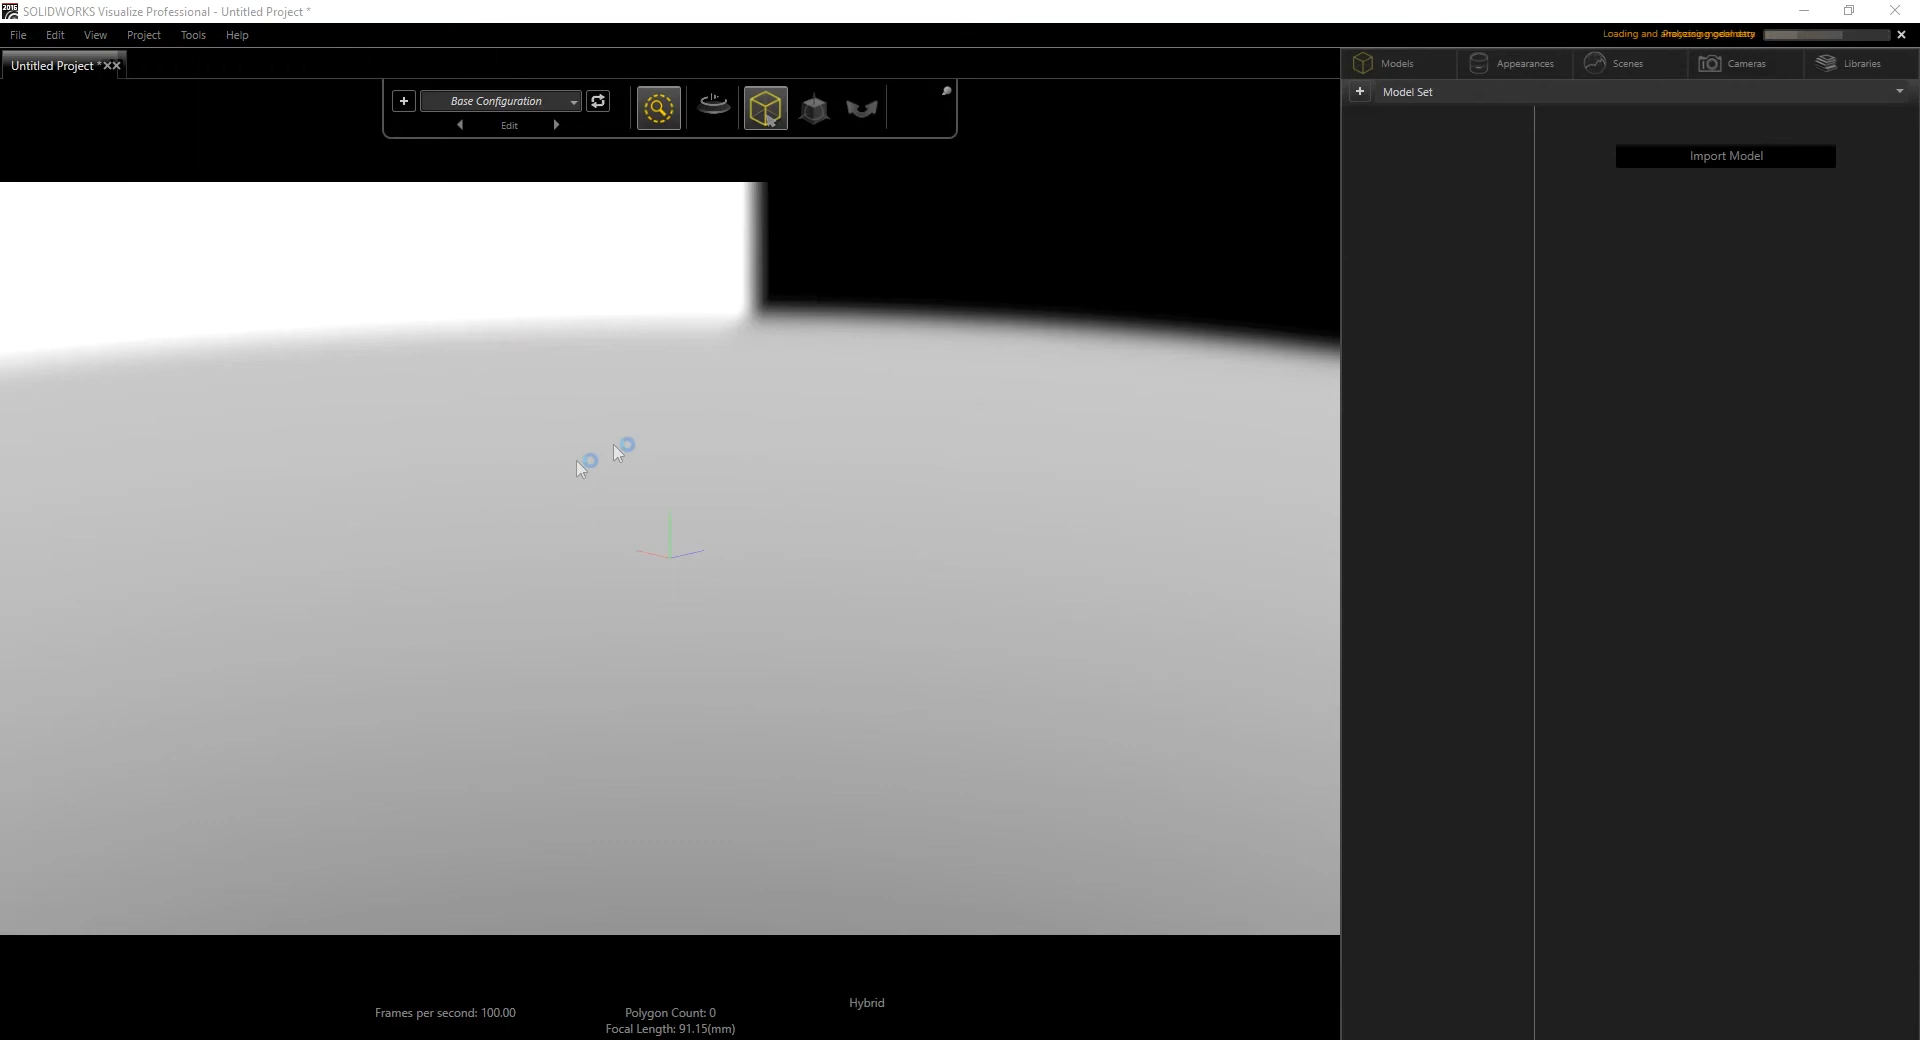 SOLIDWORKS Visualize Professional - Untitled Project *
File Edit View Project Tools Help
Loading and
Untitled Project *
Models Appearances Scenes Cameras Libraries
Base Configuration
Model Set
Edit
Import Model
Hybrid
Frames per second: 100.00
Polygon Count: 0
Focal Length: 91.15(mm)